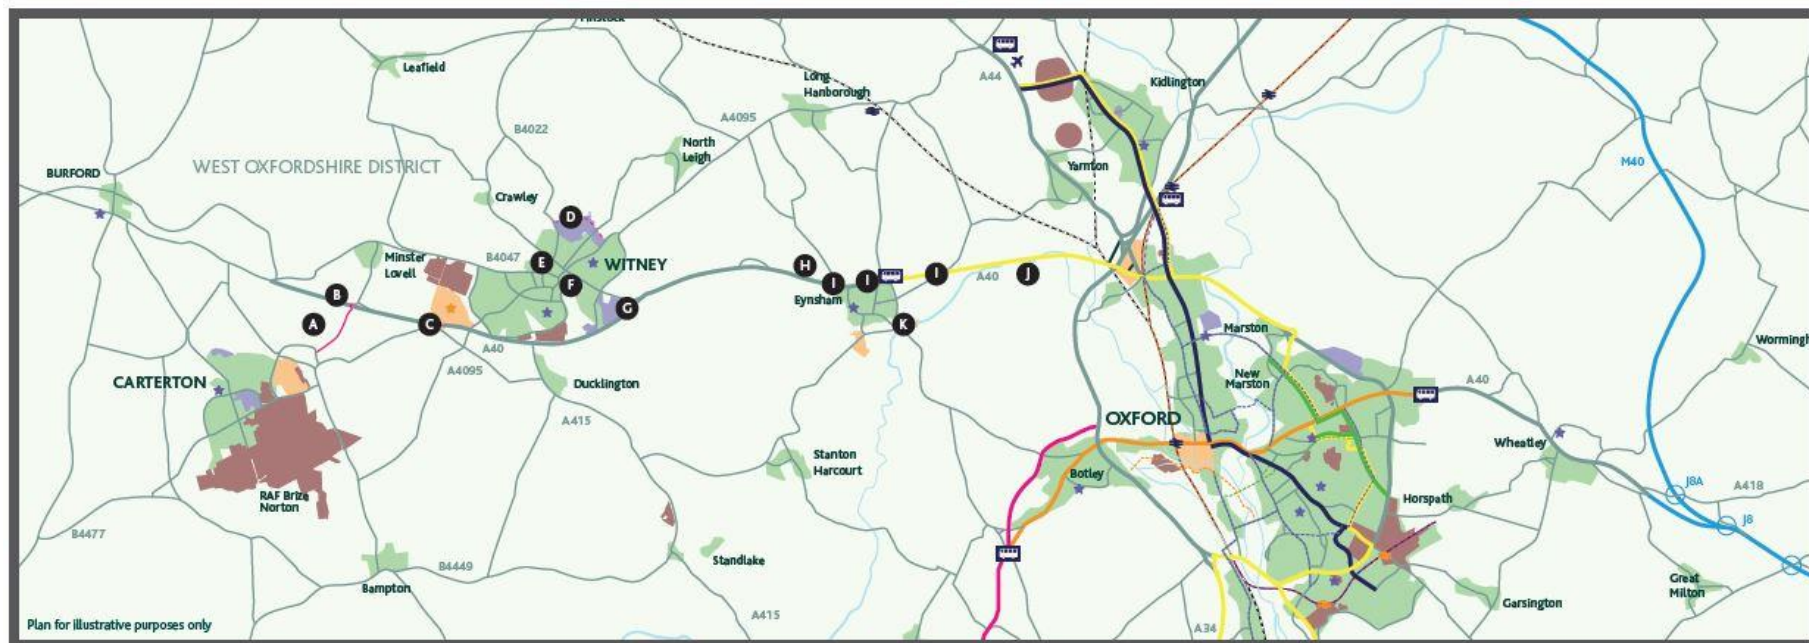 Leafield
Long
Hanborough
A44
Kidlington
B4022
A4095
North
Leigh
WEST OXFORDSHIRE DISTRICT
M40
BURFORD
Yarnton
Crawley
D
Minster
Lovell
B4047
E
WITNEY
H
I
I
I
J
A40
B
F
G
Eynsham
A
C
K
Marston
A40
A4095
Worming
CARTERTON
Ducklington
New
Marston
A40
A415
OXFORD
Wheatley
Stanton
Harcourt
Botley
J8A
A418
RAF Brize
Norton
Horspath
J8
B4477
Standlake
B4449
Bampton
Great
Milton
Garsington
A415
A34
Plan for illustrative purposes only